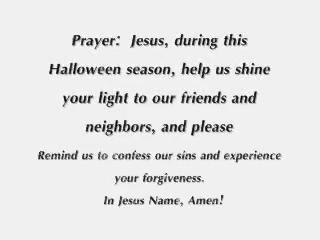 Prayer:  Jesus, during this
Halloween season, help us shine
your light to our friends and
neighbors, and please
Remind us to confess our sins and experience
your forgiveness.
In Jesus Name, Amen!